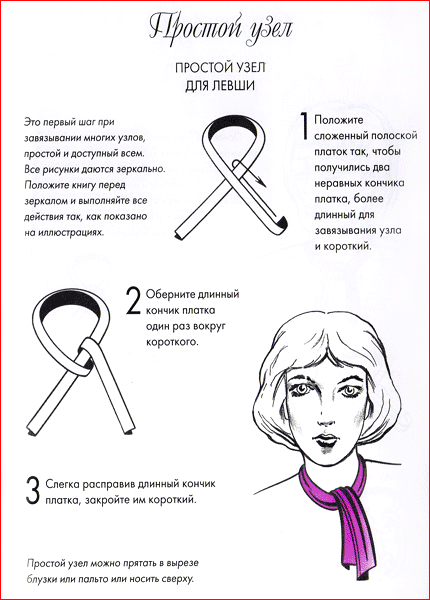 Простой узел
ПРОСТОЙ УЗЕЛ
ДЛЯ ЛЕВШИ
Это первый шаг при
завязывании многих узлов,
простой и доступный всем.
Все рисунки даются зеркально.
Положите книгу перед
зеркалом и выполняйте все
действия так, как показано
на иллюстрациях.
1 Положите
сложенный полоской
платок так, чтобы
получились два
неравных кончика
платка, более
длинный для
завязывания узла
и короткий.
2 Оберните длинный
кончик платка
один раз вокруг
короткого.
3 Слегка расправив длинный кончик
платка, закройте им короткий.
Простой узел можно прятать в вырезе
блузки или пальто или носить сверху.